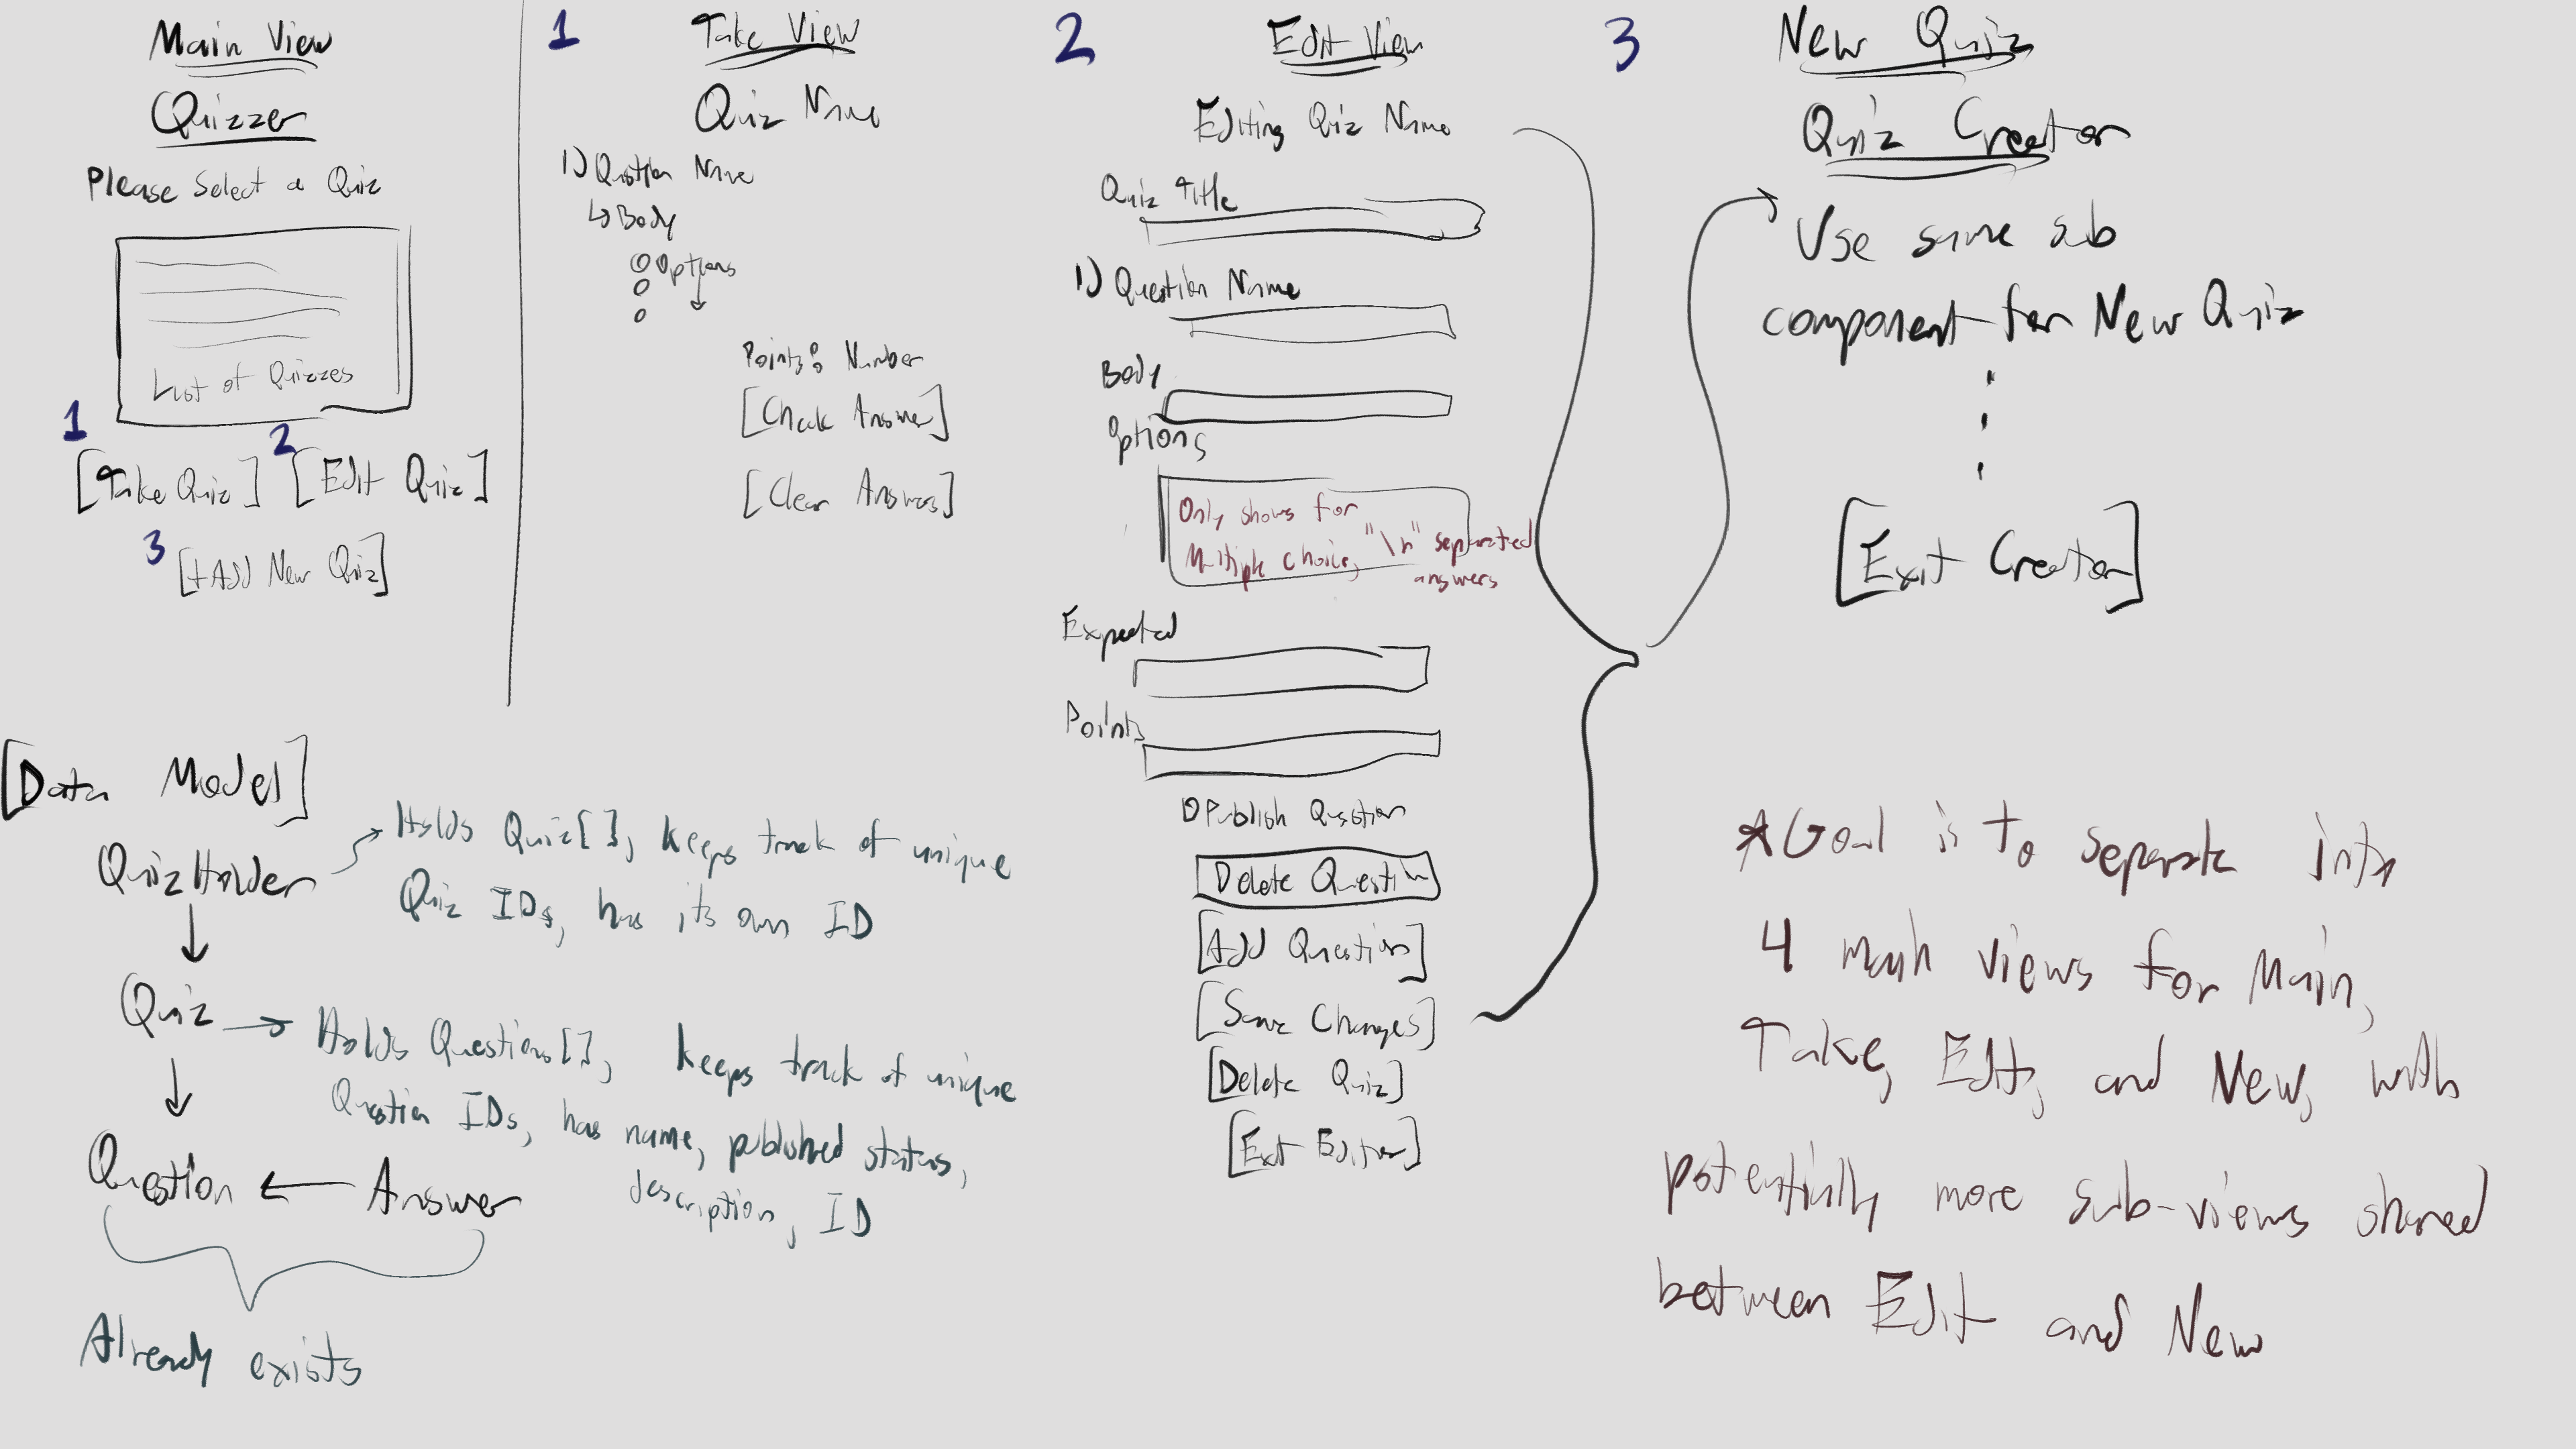 Main View
Quizzer
Please Select a Quiz
List of Quizzes
1
[Take Quiz]
2
[Edit Quiz]
3
[+Add New Quiz]
1
Take View
Quiz Name
1) Question Name
↳ Body
Options
Points: Number
[Check Answer]
[Clear Answers]
2
Edit View
Editing Quiz Name
Quiz Title
1) Question Name
Body
Options
Only shows for
Multiple choice, "\n" separated
answers
Expected
Points
Publish Question
Delete Question
[Add Question]
[Save Changes]
[Delete Quiz]
[Exit Editor]
3
New Quiz
Quiz Creator
Use same sub
component for New Quiz
[Exit Creator]
[Data Model]
QuizHolder
Holds Quiz[], keeps track of unique
Quiz IDs, has its own ID
Quiz
Holds Questions[], keeps track of unique
Question IDs, has name, published status,
description, ID
Question ← Answer
Already exists
*Goal is to separate into
4 main views for Main,
Take, Edit, and New, with
potentially more sub-views shared
between Edit and New